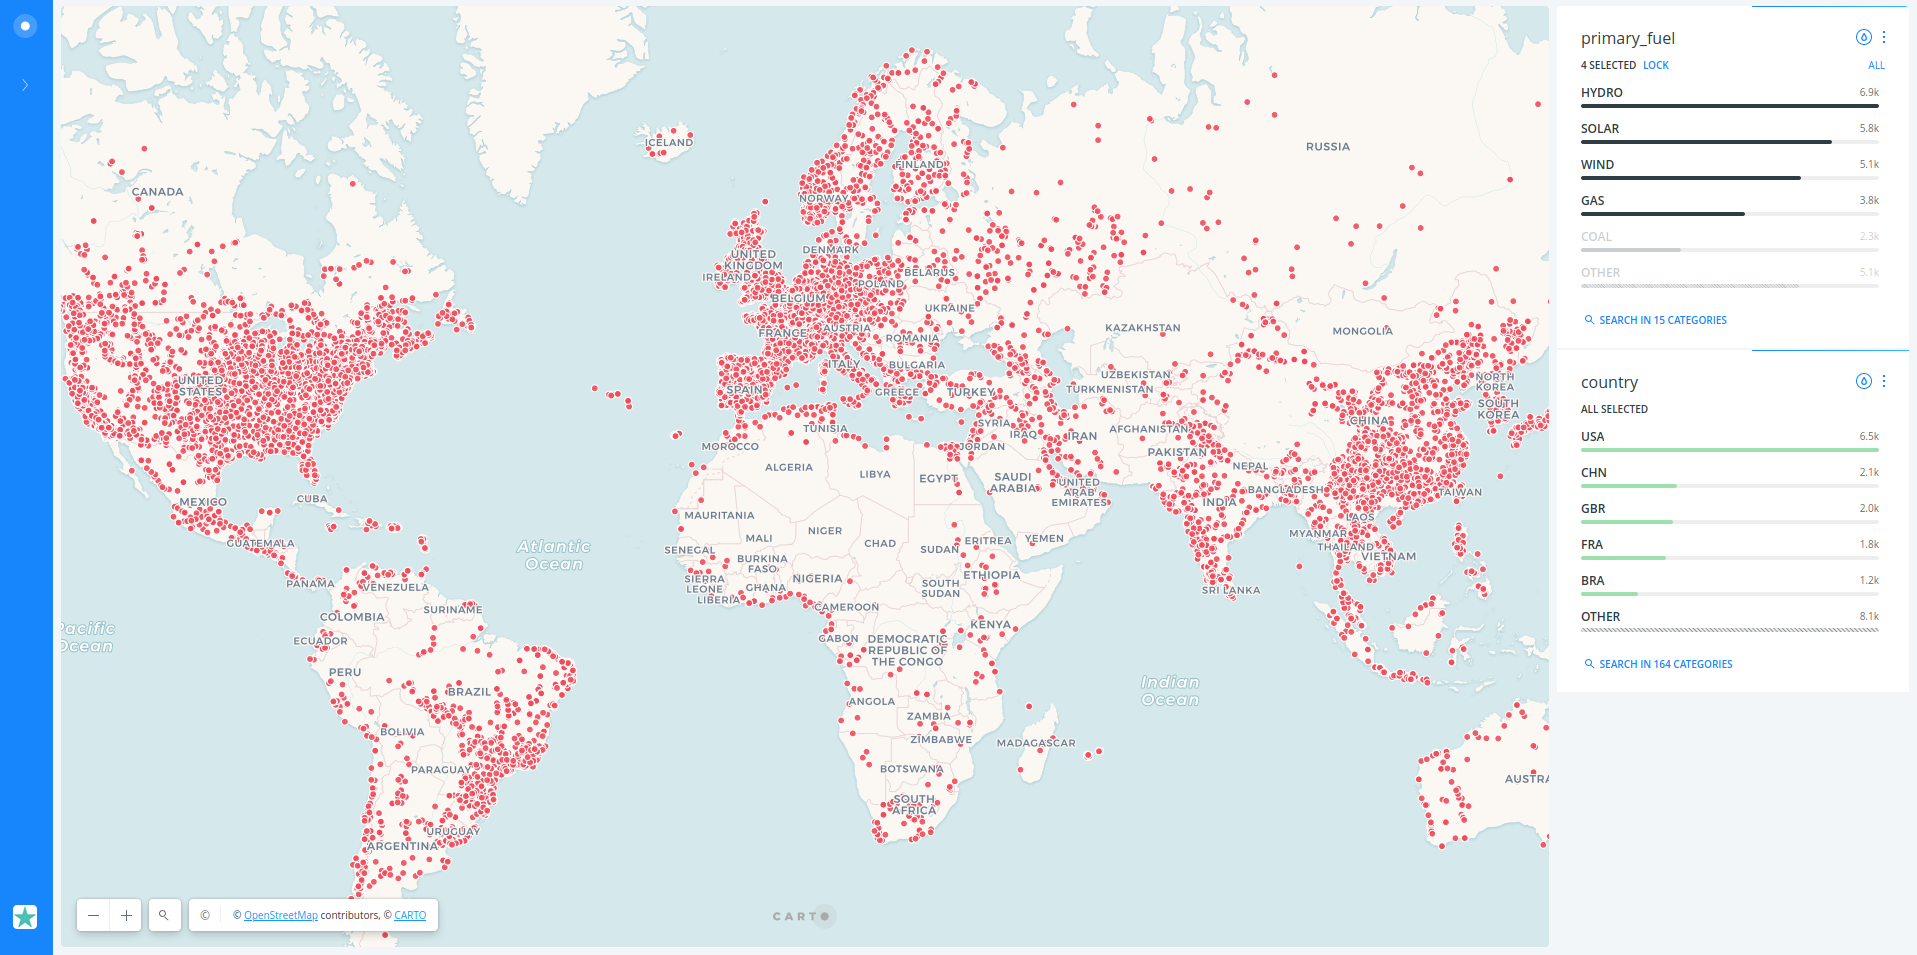 ICELAND
RUSSIA
FINLAND
CANADA
NORWAY
DENMARK
UNITED
KINGDOM
IRELAND
BELARUS
POLAND
BELGIUM
UKRAINE
FRANCE
AUSTRIA
KAZAKHSTAN
MONGOLIA
ROMANIA
ITALY
BULGARIA
UZBEKISTAN
UNITED
STATES
SPAIN
GREECE
TURKEY
TURKMENISTAN
NORTH
KOREA
SOUTH
KOREA
TUNISIA
SYRIA
IRAQ
IRAN
AFGHANISTAN
CHINA
MOROCCO
JORDAN
PAKISTAN
ALGERIA
LIBYA
EGYPT
SAUDI
ARABIA
NEPAL
UNITED
ARAB
EMIRATES
BANGLADESH
TAIWAN
MEXICO
CUBA
INDIA
MAURITANIA
NIGER
LAOS
MALI
CHAD
SUDAN
ERITREA
YEMEN
MYANMAR
GUATEMALA
Atlantic
Ocean
SENEGAL
BURKINA
FASO
THAILAND
VIETNAM
PANAMA
VENEZUELA
SIERRA
LEONE
GHANA
NIGERIA
SOUTH
SUDAN
ETHIOPIA
SRI LANKA
LIBERIA
SURINAME
CAMEROON
COLOMBIA
KENYA
Pacific
Ocean
ECUADOR
GABON
DEMOCRATIC
REPUBLIC OF
THE CONGO
PERU
BRAZIL
Indian
Ocean
ANGOLA
ZAMBIA
BOLIVIA
ZIMBABWE
MADAGASCAR
PARAGUAY
BOTSWANA
AUSTRA
SOUTH
AFRICA
URUGUAY
ARGENTINA
© © OpenStreetMap contributors, © CARTO
CARTO
primary_fuel
4 SELECTED LOCK ALL
HYDRO 6.9k
SOLAR 5.8k
WIND 5.1k
GAS 3.8k
COAL 2.3k
OTHER 5.1k
SEARCH IN 15 CATEGORIES
country
ALL SELECTED
USA 6.5k
CHN 2.1k
GBR 2.0k
FRA 1.8k
BRA 1.2k
OTHER 8.1k
SEARCH IN 164 CATEGORIES